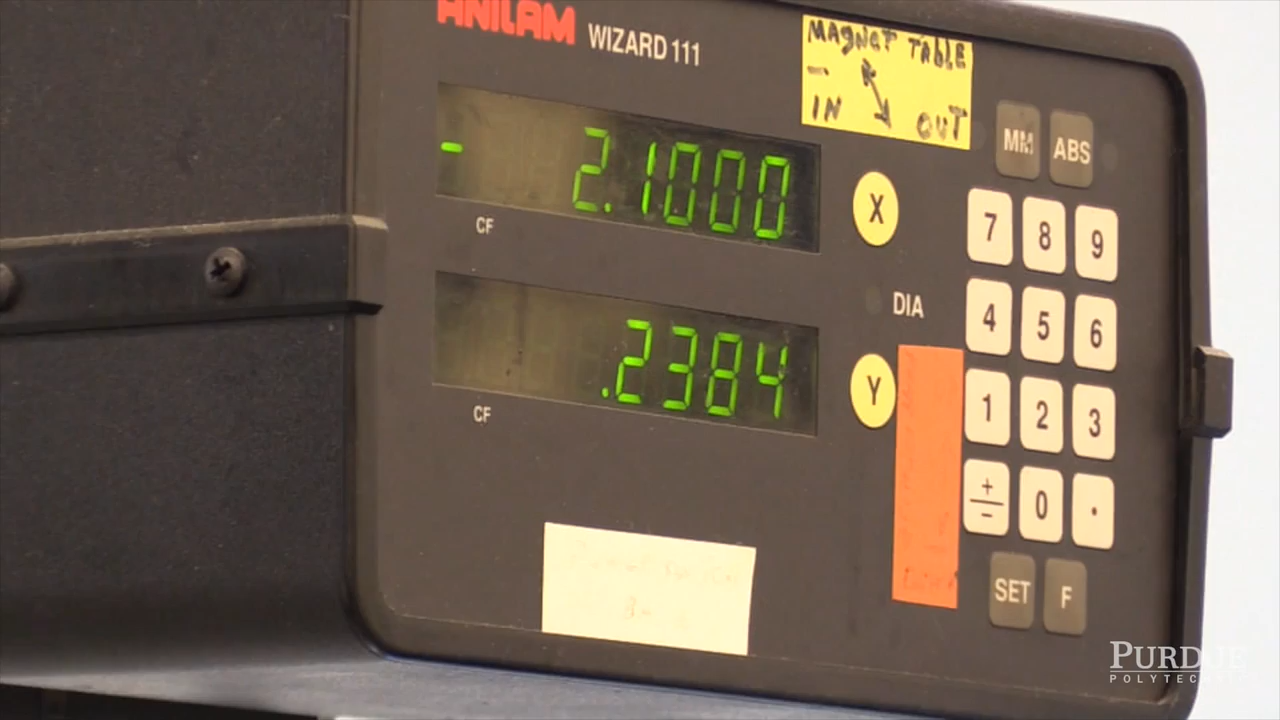 ANILAM WIZARD 111
MAGNET TABLE
-
IN OUT
MM ABS
- 2.1000
X
CF
7 8 9
DIA
4 5 6
.2384
Y
CF
1 2 3
+/- 0 .
SET F
PURDUE
POLYTECHNIC